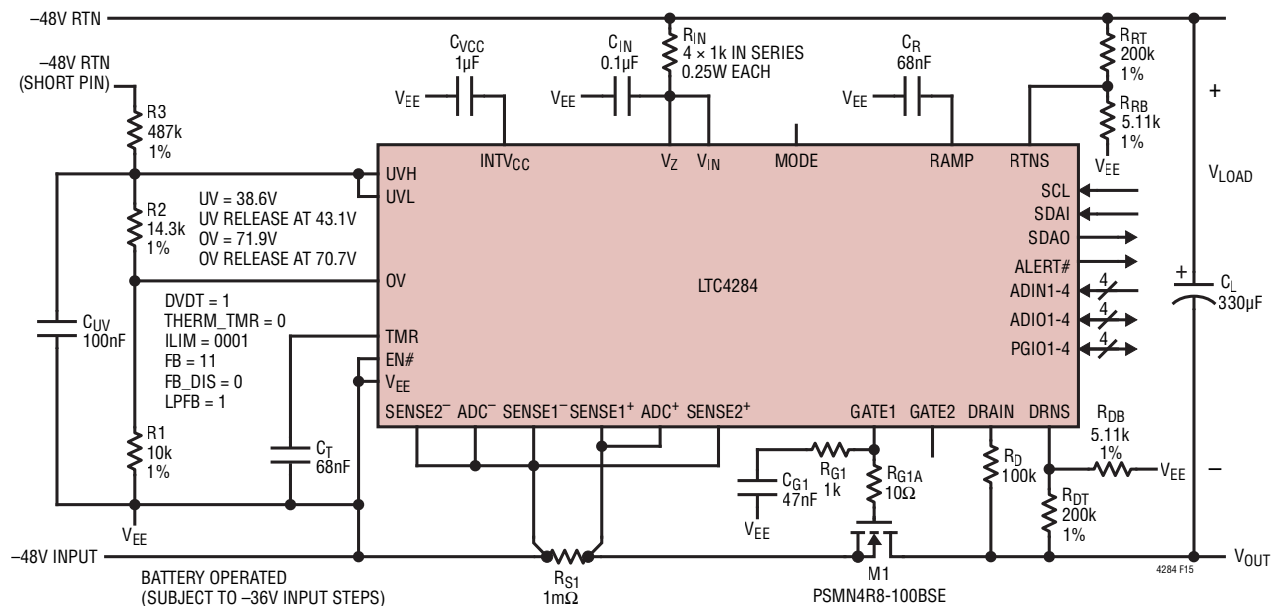 –48V RTN
–48V RTN
(SHORT PIN)
R3
487k
1%
R2
14.3k
1%
R1
10k
1%
CUV
100nF
UV = 38.6V
UV RELEASE AT 43.1V
OV = 71.9V
OV RELEASE AT 70.7V
DVDT = 1
THERM_TMR = 0
ILIM = 0001
FB = 11
FB_DIS = 0
LPFB = 1
CT
68nF
VEE
–48V INPUT
BATTERY OPERATED
(SUBJECT TO –36V INPUT STEPS)
CVCC
1µF
VEE
CIN
0.1µF
VEE
RIN
4 × 1k IN SERIES
0.25W EACH
CR
68nF
VEE
RRT
200k
1%
RRB
5.11k
1%
VEE
INTVCC
VZ
VIN
MODE
RAMP
RTNS
UVH
UVL
OV
TMR
EN#
VEE
LTC4284
SCL
SDAI
SDAO
ALERT#
ADIN1-4
4
ADIO1-4
4
PGIO1-4
4
SENSE2–
ADC–
SENSE1–
SENSE1+
ADC+
SENSE2+
GATE1
GATE2
DRAIN
DRNS
RS1
1mΩ
CG1
47nF
VEE
RG1
1k
RG1A
10Ω
M1
PSMN4R8-100BSE
RD
100k
RDB
5.11k
1%
VEE
RDT
200k
1%
+
VLOAD
–
+
CL
330µF
VOUT
4284 F15